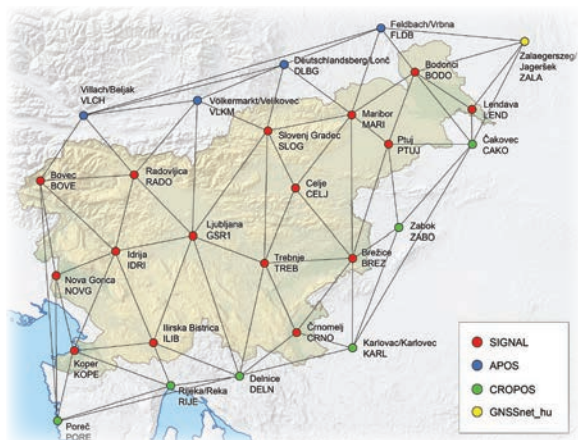 Feldbach/Vrbna
FLDB
Zalaegerszeg/
Jageršek
ZALA
Deutschlandsberg/Lonč
DLBG
Bodonci
BODO
Villach/Beljak
VLCH
Völkermarkt/Velikovec
VLKM
Maribor
MARI
Lendava
LEND
Slovenj Gradec
SLOG
Ptuj
PTUJ
Čakovec
CAKO
Bovec
BOVE
Radovljica
RADO
Celje
CELJ
Ljubljana
GSR1
Zabok
ZABO
Idrija
IDRI
Trebnje
TREB
Brežice
BREZ
Nova Gorica
NOVG
Ilirska Bistrica
ILIB
Črnomelj
CRNO
Karlovac/Karlovec
KARL
Koper
KOPE
Rijeka/Reka
RIJE
Delnice
DELN
Poreč
PORE
SIGNAL
APOS
CROPOS
GNSSnet_hu